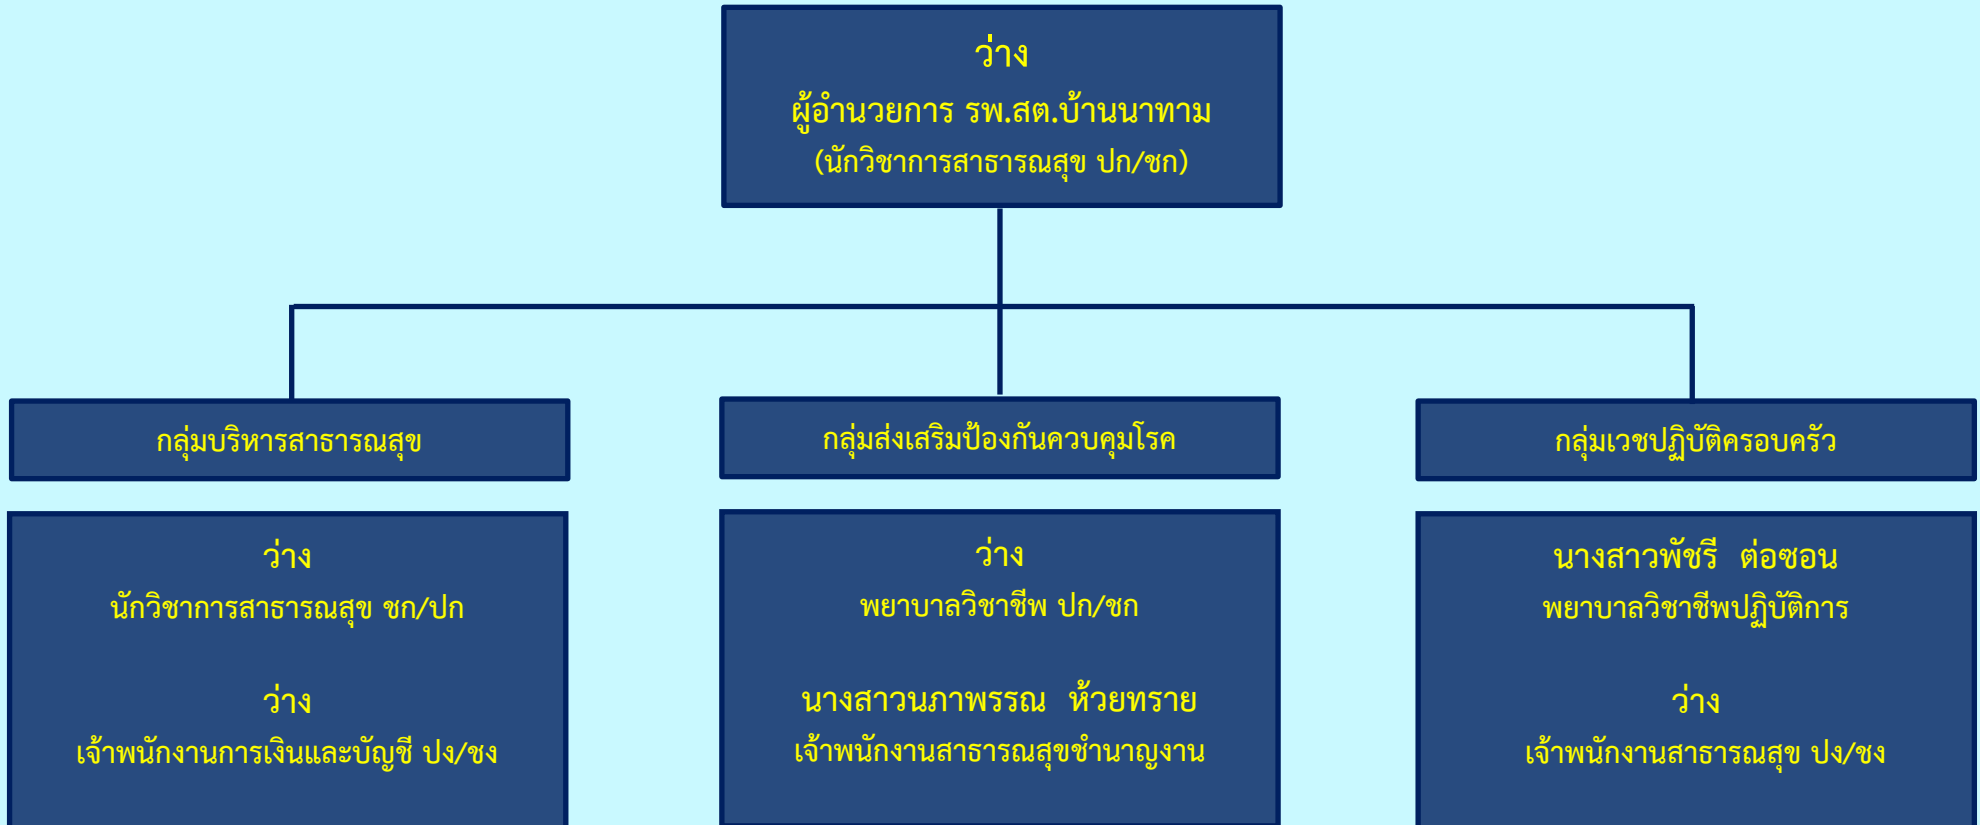 ว่าง
ผู้อำนวยการ รพ.สต.บ้านนาทาม
(นักวิชาการสาธารณสุข ปก/ชก)
กลุ่มบริหารสาธารณสุข
ว่าง
นักวิชาการสาธารณสุข ชก/ปก
ว่าง
เจ้าพนักงานการเงินและบัญชี ปง/ชง
กลุ่มส่งเสริมป้องกันควบคุมโรค
ว่าง
พยาบาลวิชาชีพ ปก/ชก
นางสาวนภาพรรณ ห้วยทราย
เจ้าพนักงานสาธารณสุขชำนาญงาน
กลุ่มเวชปฏิบัติครอบครัว
นางสาวพัชรี ต่อซอน
พยาบาลวิชาชีพปฏิบัติการ
ว่าง
เจ้าพนักงานสาธารณสุข ปง/ชง